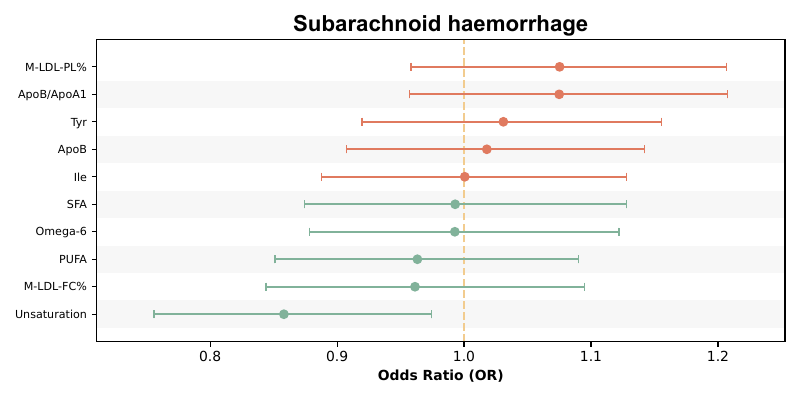 Subarachnoid haemorrhage
M-LDL-PL%
ApoB/ApoA1
Tyr
ApoB
Ile
SFA
Omega-6
PUFA
M-LDL-FC%
Unsaturation
0.8 0.9 1.0 1.1 1.2
Odds Ratio (OR)